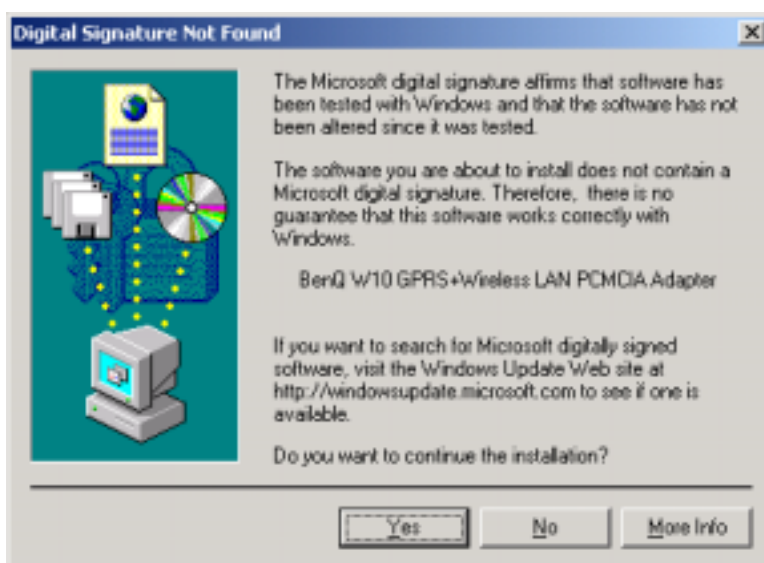 Digital Signature Not Found
The Microsoft digital signature affirms that software has
been tested with Windows and that the software has not
been altered since it was tested.
The software you are about to install does not contain a
Microsoft digital signature. Therefore, there is no
guarantee that this software works correctly with
Windows.
BenQ W10 GPRS+Wireless LAN PCMCIA Adapter
If you want to search for Microsoft digitally signed
software, visit the Windows Update Web site at
http://windowsupdate.microsoft.com to see if one is
available.
Do you want to continue the installation?
Yes No More Info